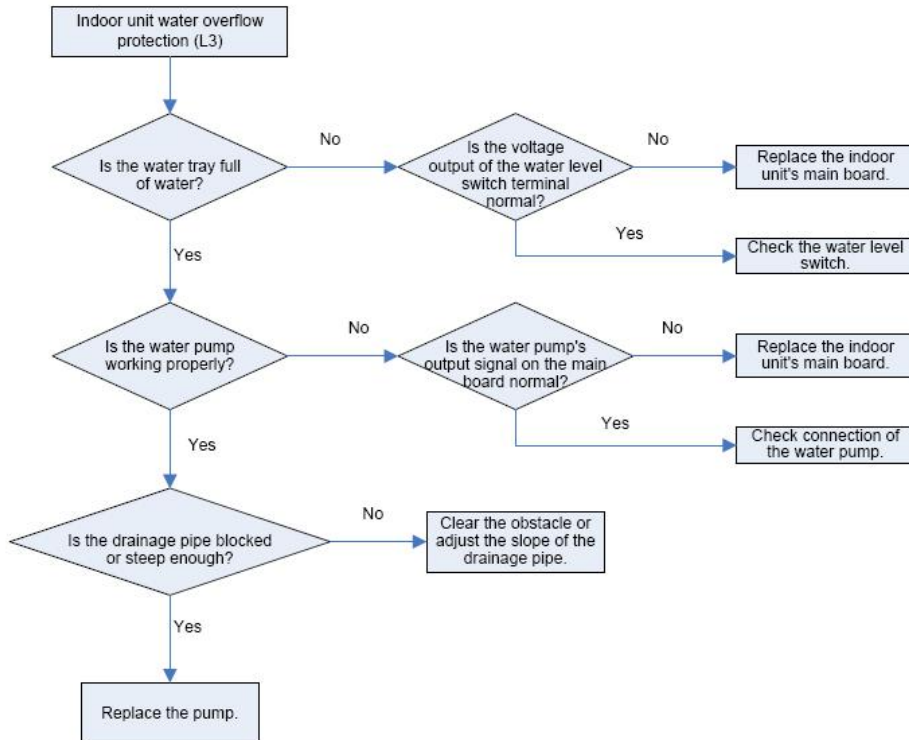 Indoor unit water overflow
protection (L3)
Is the water tray full
of water?
No
Is the voltage
output of the water level
switch terminal
normal?
No
Replace the indoor
unit's main board.
Yes
Check the water level
switch.
Yes
Is the water pump
working properly?
No
Is the water pump's
output signal on the main
board normal?
No
Replace the indoor
unit's main board.
Yes
Check connection of
the water pump.
Yes
Is the drainage pipe blocked
or steep enough?
No
Clear the obstacle or
adjust the slope of the
drainage pipe.
Yes
Replace the pump.